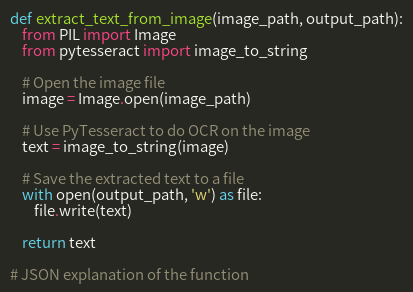 def extract_text_from_image(image_path, output_path):
    from PIL import Image
    from pytesseract import image_to_string

    # Open the image file
    image = Image.open(image_path)

    # Use PyTesseract to do OCR on the image
    text = image_to_string(image)

    # Save the extracted text to a file
    with open(output_path, 'w') as file:
        file.write(text)

    return text

# JSON explanation of the function